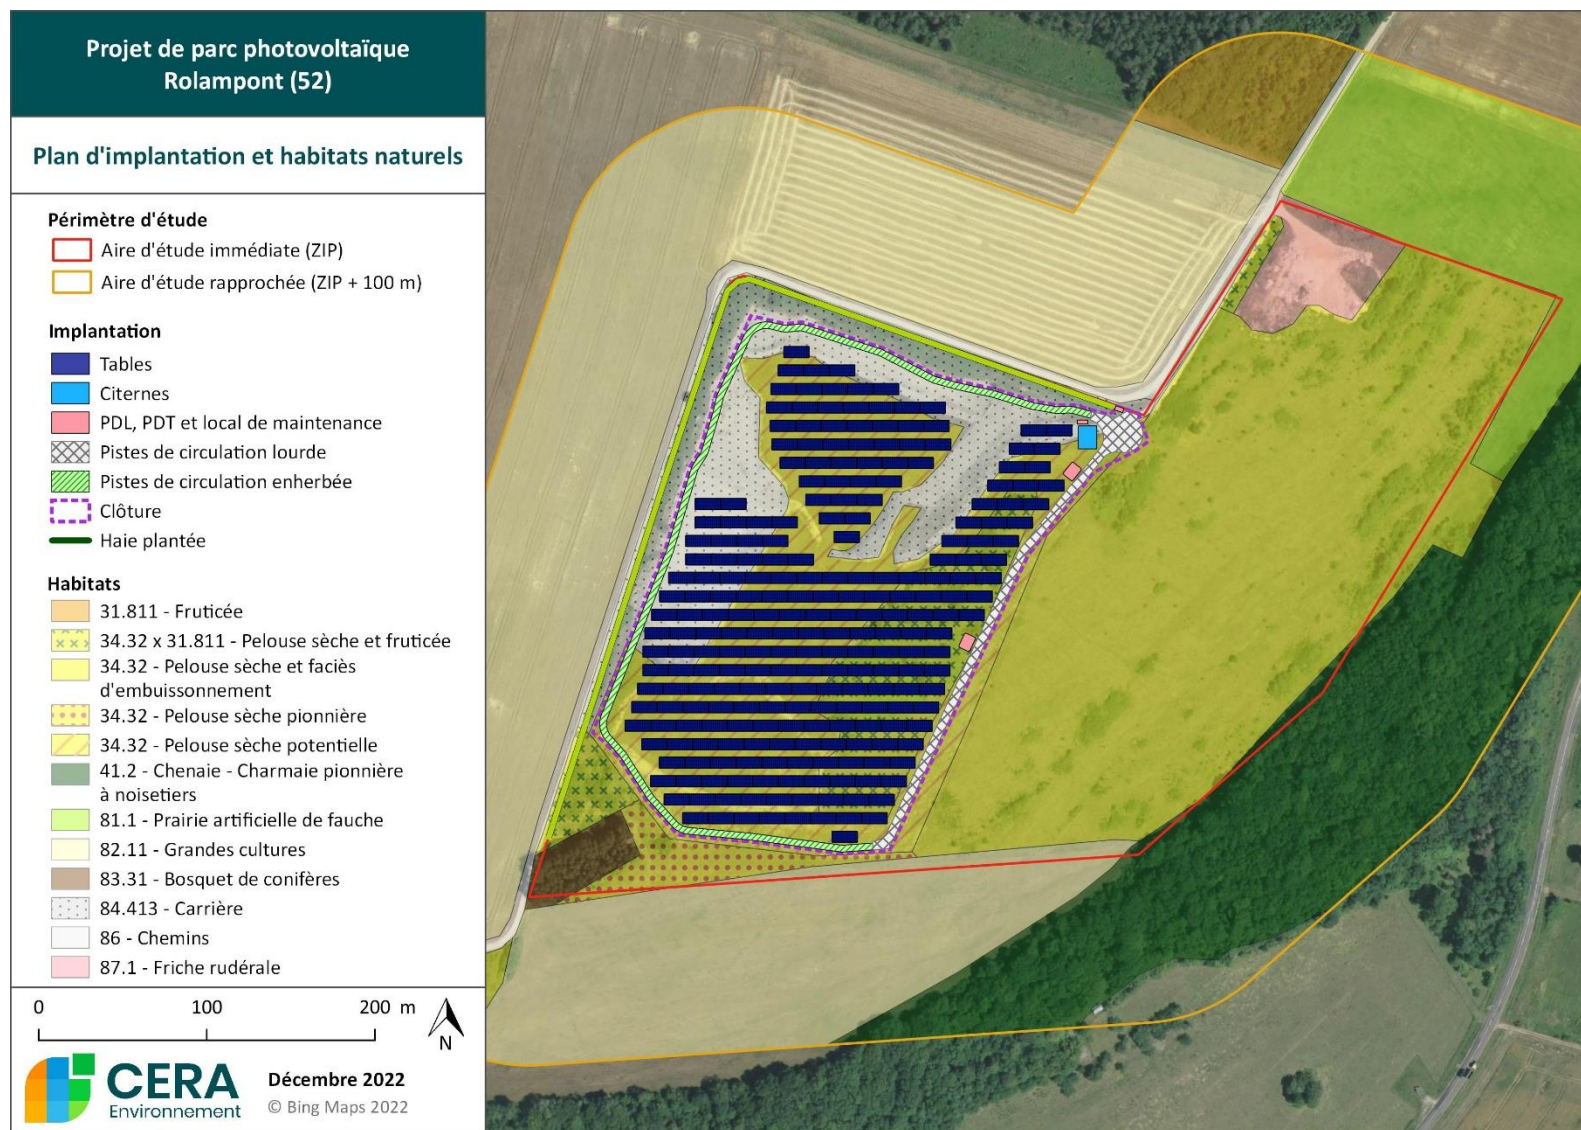 Projet de parc photovoltaïque
Rolampont (52)
Plan d'implantation et habitats naturels
Périmètre d'étude
Aire d'étude immédiate (ZIP)
Aire d'étude rapprochée (ZIP + 100 m)
Implantation
Tables
Citernes
PDL, PDT et local de maintenance
Pistes de circulation lourde
Pistes de circulation enherbée
Clôture
Haie plantée
Habitats
31.811 - Fruticée
34.32 x 31.811 - Pelouse sèche et fruticée
34.32 - Pelouse sèche et faciès
d'embuissonnement
34.32 - Pelouse sèche pionnière
34.32 - Pelouse sèche potentielle
41.2 - Chenaie - Charmaie pionnière
à noisetiers
81.1 - Prairie artificielle de fauche
82.11 - Grandes cultures
83.31 - Bosquet de conifères
84.413 - Carrière
86 - Chemins
87.1 - Friche rudérale
0 100 200 m
N
CERA
Environnement
Décembre 2022
© Bing Maps 2022